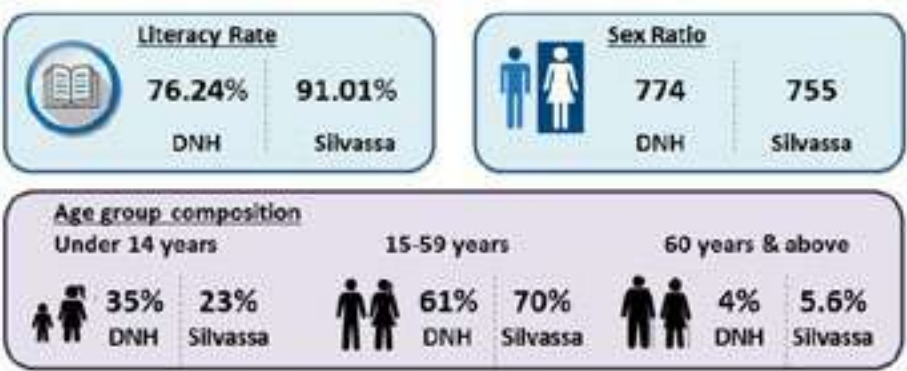 Literacy Rate
76.24% 91.01%
DNH Silvassa
Sex Ratio
774 755
DNH Silvassa
Age group composition
Under 14 years 15-59 years 60 years & above
35% 23% 61% 70% 4% 5.6%
DNH Silvassa DNH Silvassa DNH Silvassa